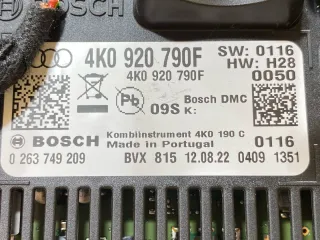 BOSCH
4K0 920 790F SW: 0116
4K0 920 790F HW: H28
0050
Pb 09S K: Bosch DMC
BOSCH Kombiinstrument 4K0 190 C 0116
Made in Portugal
0 263 749 209 BVX 815 12.08.22 0409 1351